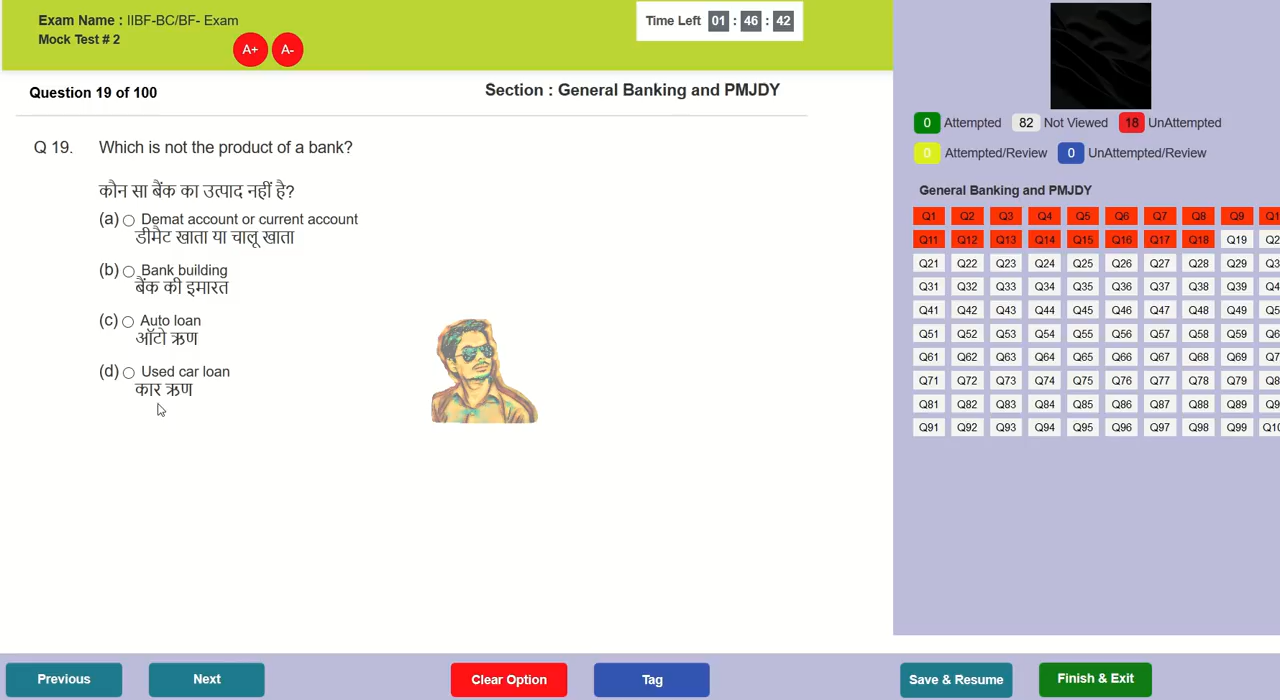 Exam Name : IIBF-BC/BF- Exam
Mock Test # 2
A+ A-
Time Left 01 : 46 : 42
Question 19 of 100
Section : General Banking and PMJDY
Q 19. Which is not the product of a bank?
कौन सा बैंक का उत्पाद नहीं है?
(a) Demat account or current account
डीमैट खाता या चालू खाता
(b) Bank building
बैंक की इमारत
(c) Auto loan
ऑटो ऋण
(d) Used car loan
कार ऋण
0 Attempted 82 Not Viewed 18 UnAttempted
0 Attempted/Review 0 UnAttempted/Review
General Banking and PMJDY
Q1 Q2 Q3 Q4 Q5 Q6 Q7 Q8 Q9
Q11 Q12 Q13 Q14 Q15 Q16 Q17 Q18 Q19
Q21 Q22 Q23 Q24 Q25 Q26 Q27 Q28 Q29
Q31 Q32 Q33 Q34 Q35 Q36 Q37 Q38 Q39
Q41 Q42 Q43 Q44 Q45 Q46 Q47 Q48 Q49
Q51 Q52 Q53 Q54 Q55 Q56 Q57 Q58 Q59
Q61 Q62 Q63 Q64 Q65 Q66 Q67 Q68 Q69
Q71 Q72 Q73 Q74 Q75 Q76 Q77 Q78 Q79
Q81 Q82 Q83 Q84 Q85 Q86 Q87 Q88 Q89
Q91 Q92 Q93 Q94 Q95 Q96 Q97 Q98 Q99
Previous Next Clear Option Tag Save & Resume Finish & Exit